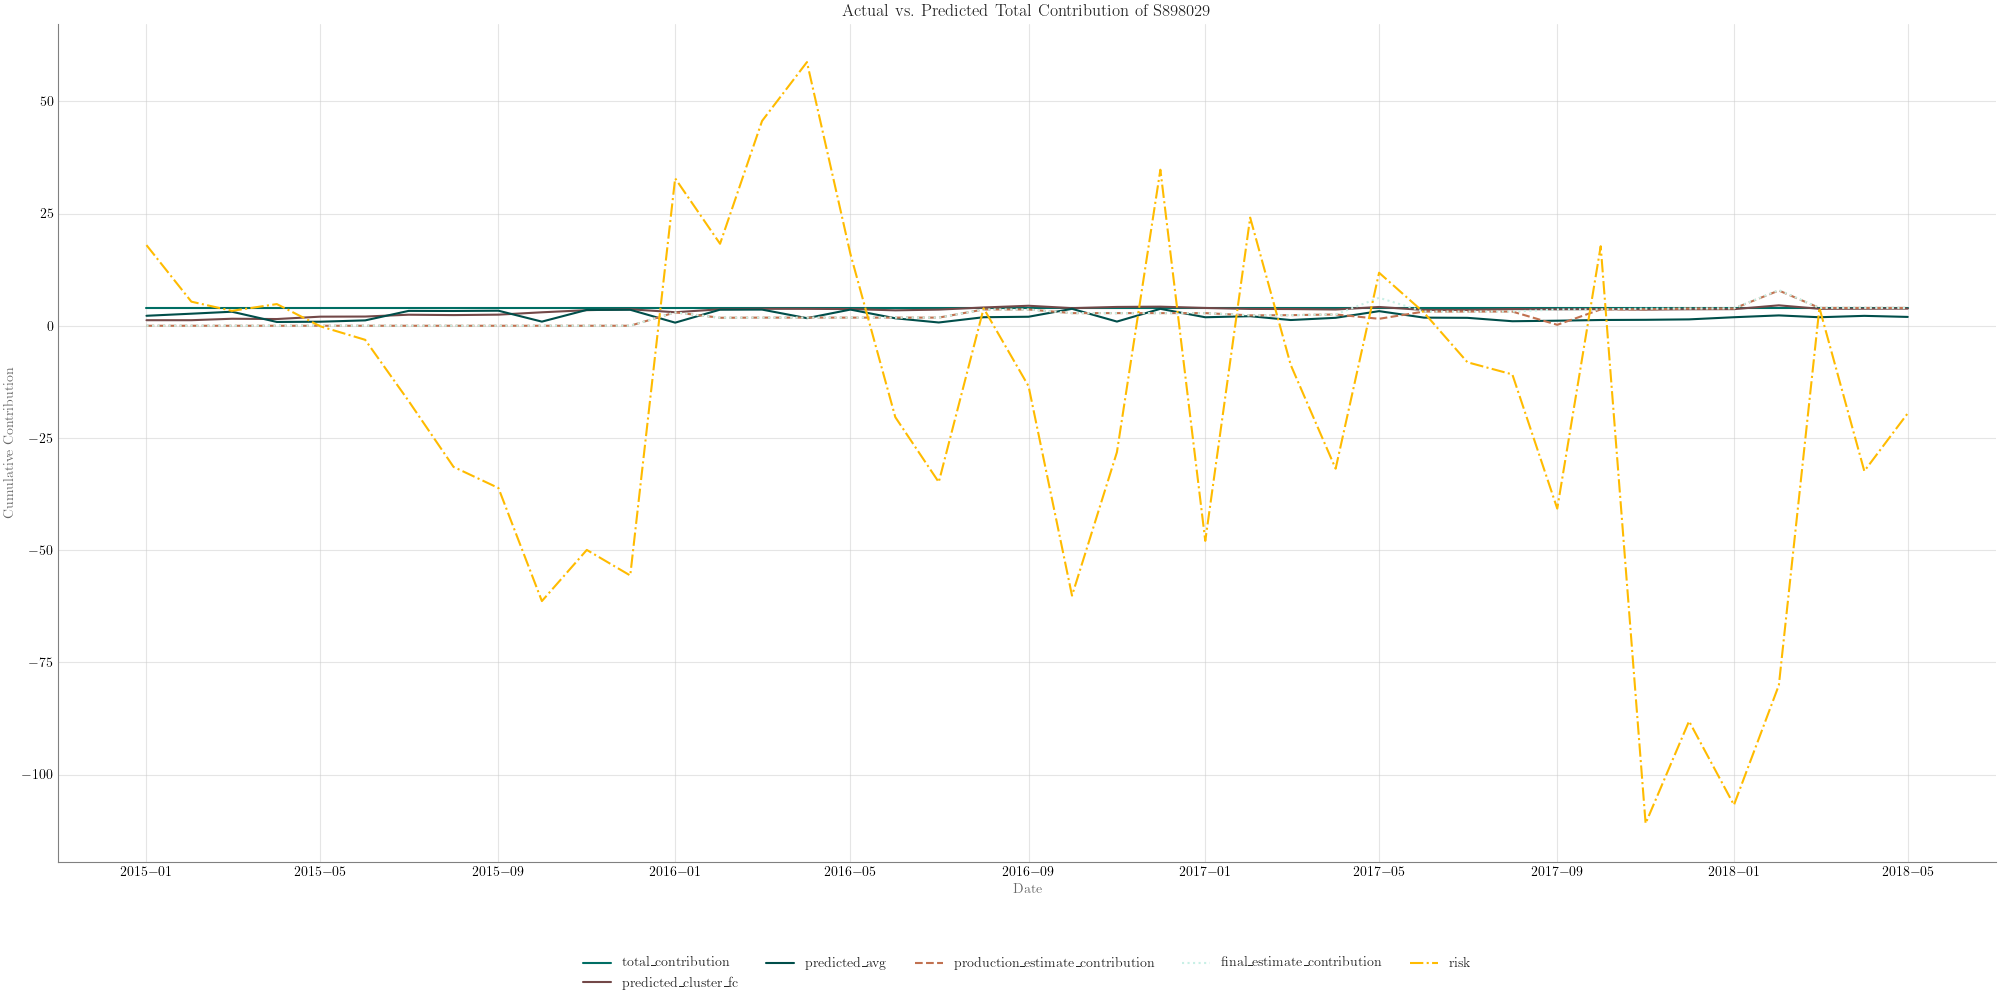 Actual vs. Predicted Total Contribution of S898029
Cumulative Contribution
50
25
0
−25
−50
−75
−100
2015−01 2015−05 2015−09 2016−01 2016−05 2016−09 2017−01 2017−05 2017−09 2018−01 2018−05
Date
total_contribution predicted_avg production_estimate_contribution final_estimate_contribution risk
predicted_cluster_fc